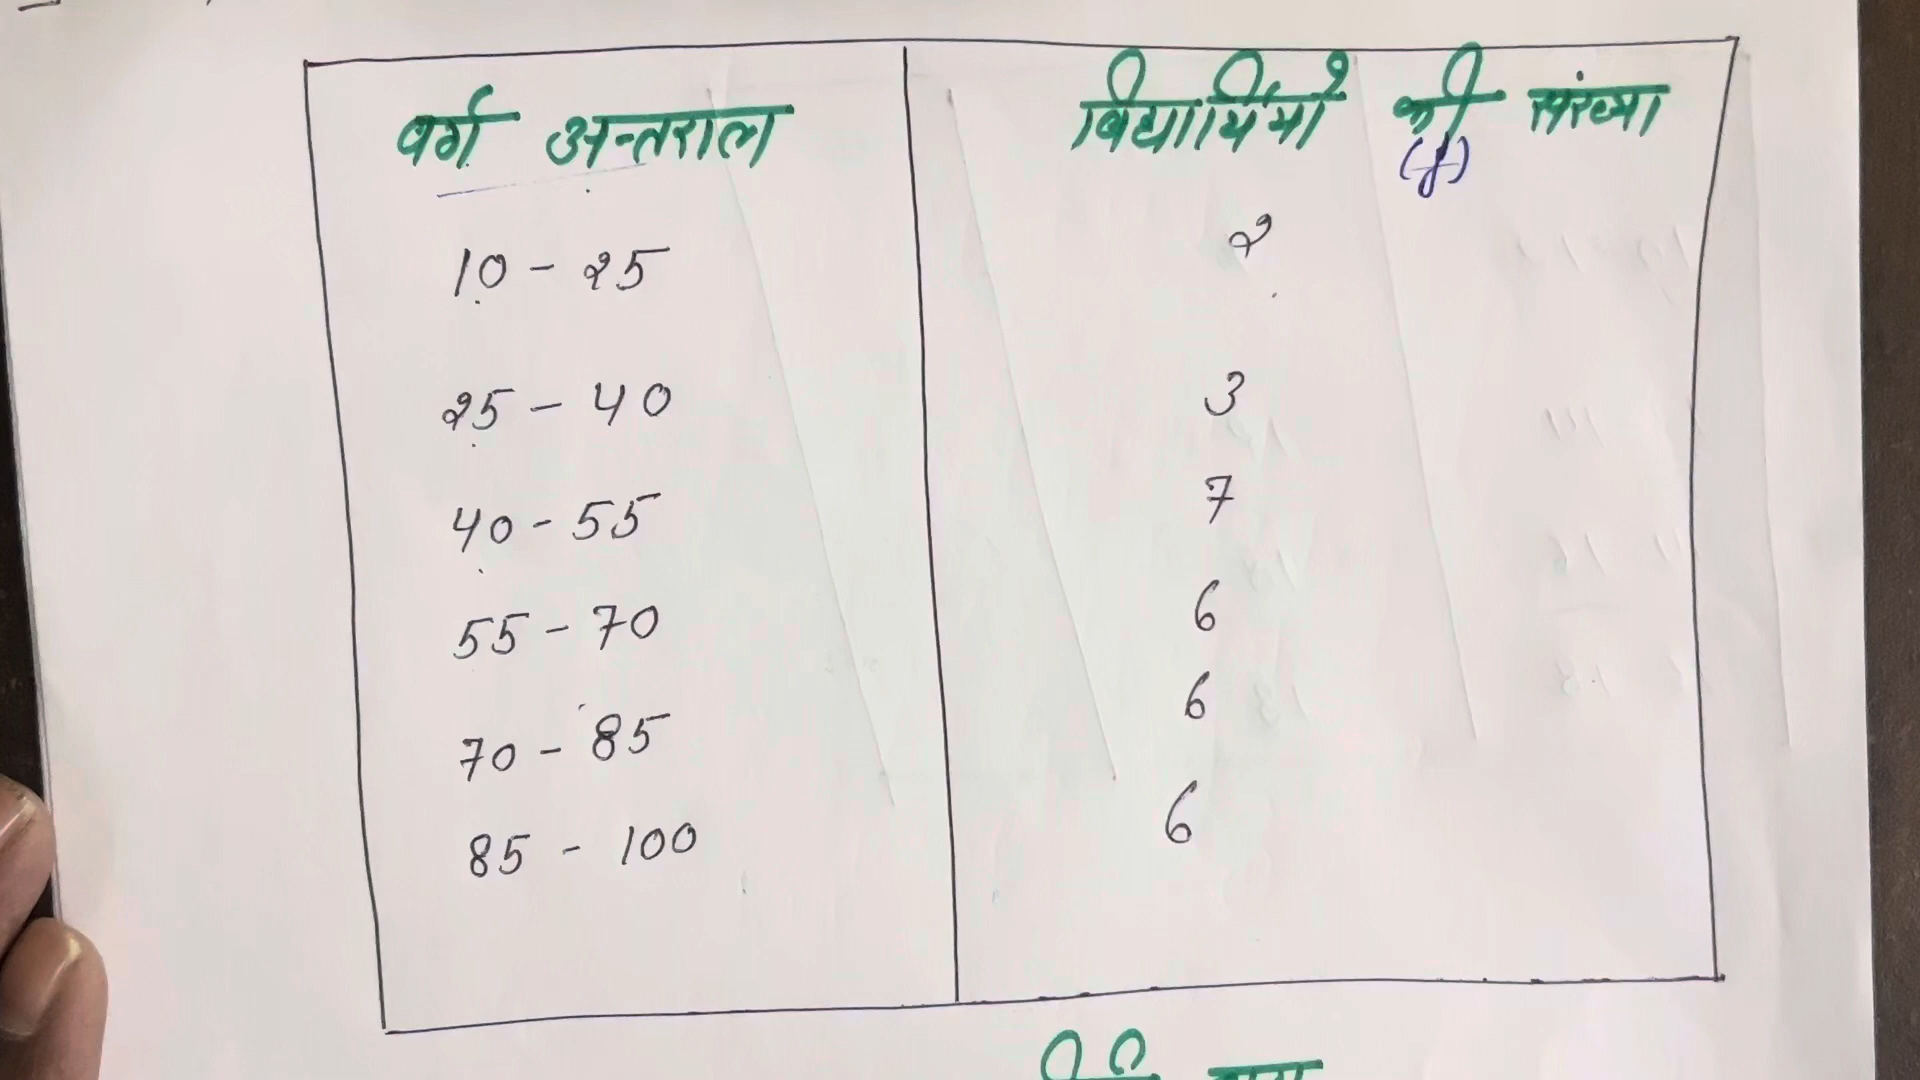 वर्ग अन्तराल विद्यार्थियों की संख्या
(f)
10 - 25 2
25 - 40 3
40 - 55 7
55 - 70 6
70 - 85 6
85 - 100 6